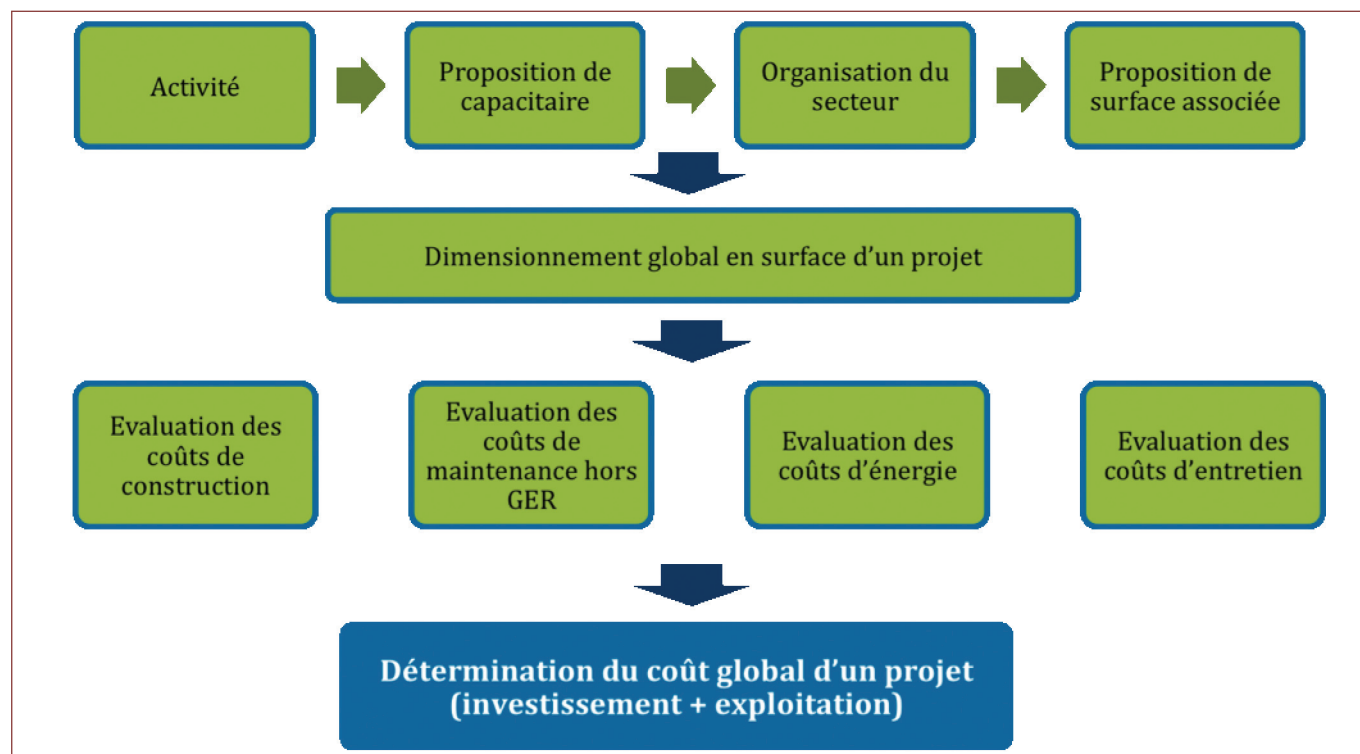 Activité
Proposition de
capacitaire
Organisation du
secteur
Proposition de
surface associée
Dimensionnement global en surface d’un projet
Evaluation des
coûts de
construction
Evaluation des
coûts de
maintenance hors
GER
Evaluation des
coûts d’énergie
Evaluation des
coûts d’entretien
Détermination du coût global d’un projet
(investissement + exploitation)